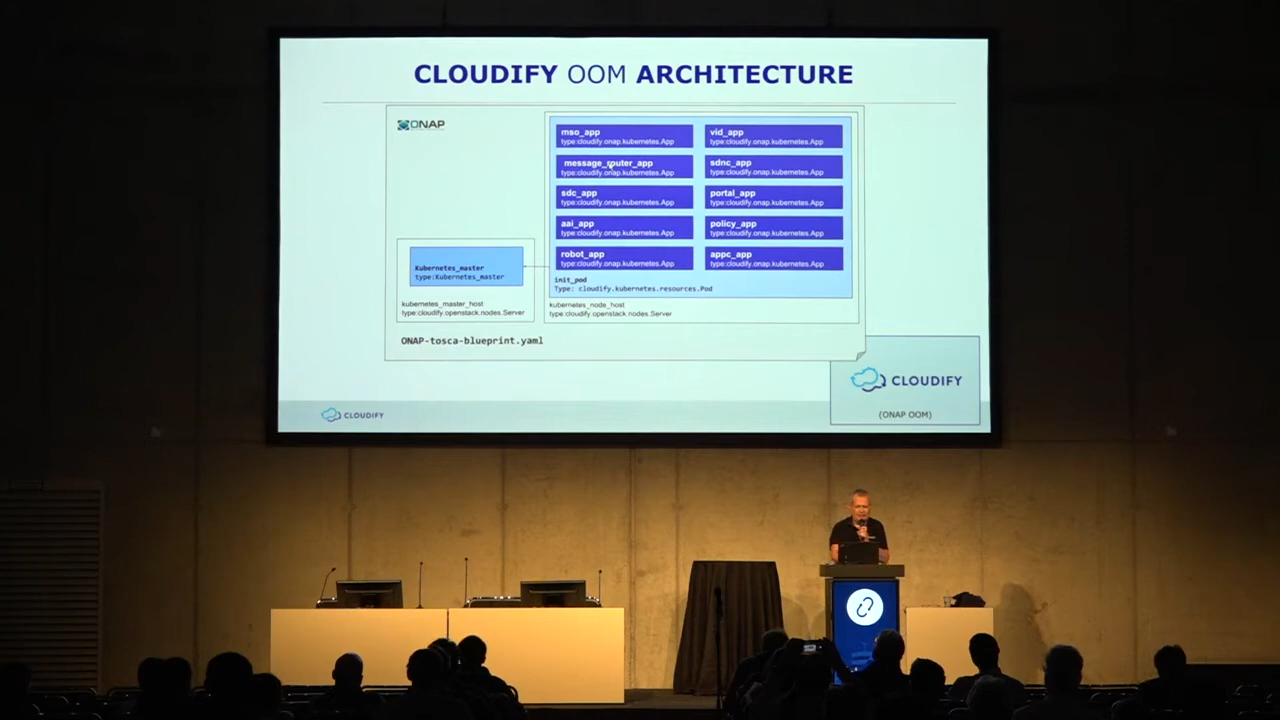 CLOUDIFY OOM ARCHITECTURE
ONAP
mso_app
type:cloudify.onap.kubernetes.App
message_router_app
type:cloudify.onap.kubernetes.App
sdc_app
type:cloudify.onap.kubernetes.App
aai_app
type:cloudify.onap.kubernetes.App
robot_app
type:cloudify.onap.kubernetes.App
vid_app
type:cloudify.onap.kubernetes.App
sdnc_app
type:cloudify.onap.kubernetes.App
portal_app
type:cloudify.onap.kubernetes.App
policy_app
type:cloudify.onap.kubernetes.App
appc_app
type:cloudify.onap.kubernetes.App
init_pod
Type: cloudify.kubernetes.resources.Pod
kubernetes_node_host
type:cloudify.openstack.nodes.Server
Kubernetes_master
type:Kubernetes_master
kubernetes_master_host
type:cloudify.openstack.nodes.Server
ONAP-tosca-blueprint.yaml
CLOUDIFY
(ONAP OOM)
CLOUDIFY